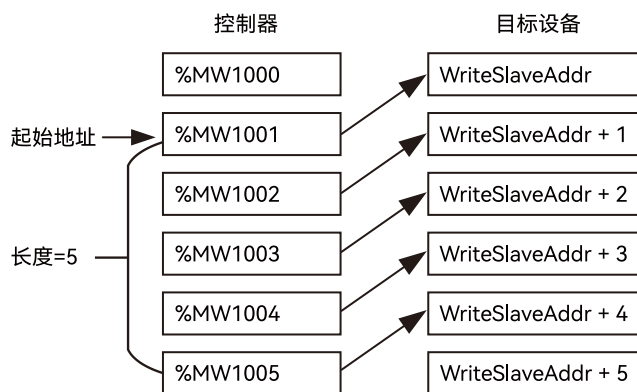 控制器 目标设备
%MW1000 WriteSlaveAddr
起始地址 %MW1001 WriteSlaveAddr + 1
%MW1002 WriteSlaveAddr + 2
长度=5 %MW1003 WriteSlaveAddr + 3
%MW1004 WriteSlaveAddr + 4
%MW1005 WriteSlaveAddr + 5